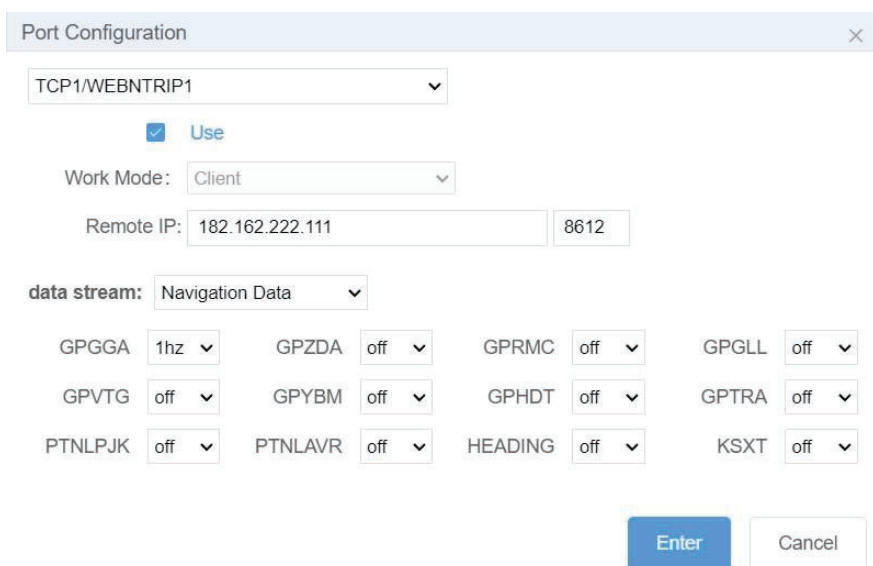 Port Configuration
TCP1/WEBNTRIP1
Use
Work Mode: Client
Remote IP: 182.162.222.111 8612
data stream: Navigation Data
GPGGA 1hz GPZDA off GPRMC off GPGLL off
GPVTG off GPYBM off GPHDT off GPTRA off
PTNLPJK off PTNLAVR off HEADING off KSXT off
Enter Cancel